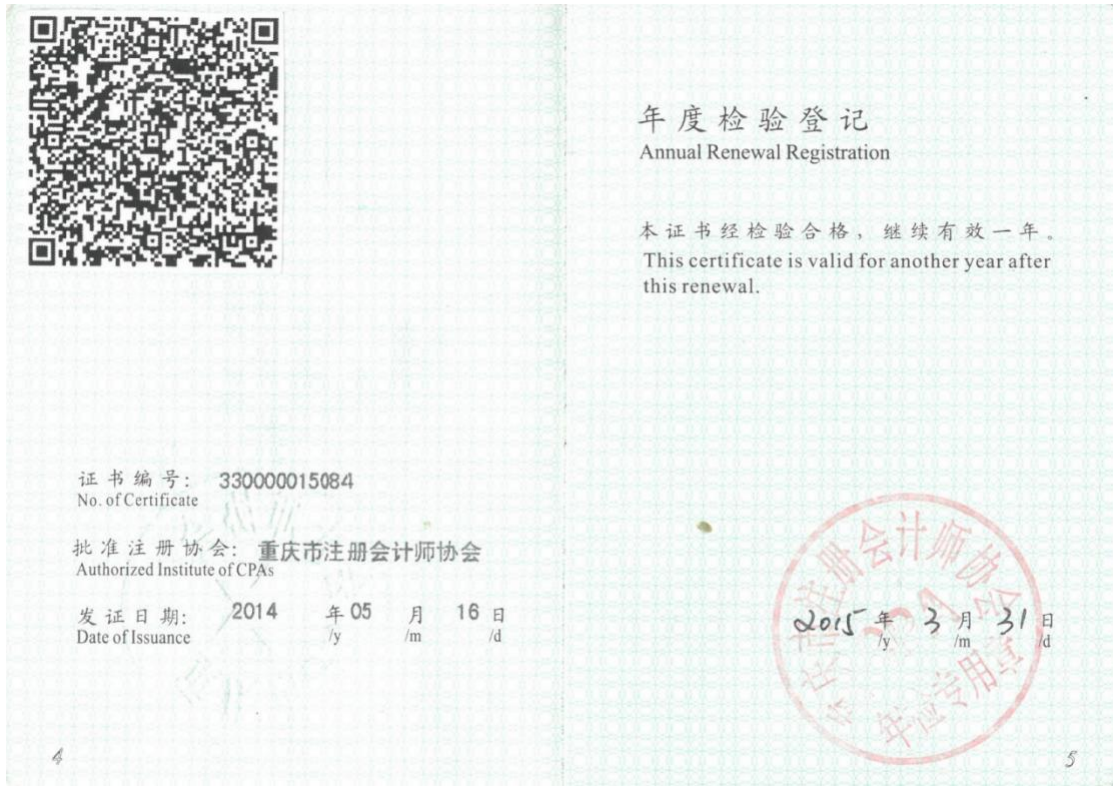 证书编号： 330000015084
No. of Certificate
批准注册协会： 重庆市注册会计师协会
Authorized Institute of CPAs
发证日期： 2014 年 05 月 16 日
Date of Issuance /y /m /d
4
年度检验登记
Annual Renewal Registration
本证书经检验合格，继续有效一年。
This certificate is valid for another year after
this renewal.
重庆市注册会计师协会
CPA
2015 年 3 月 31 日
/y /m /d
年检专用章
5